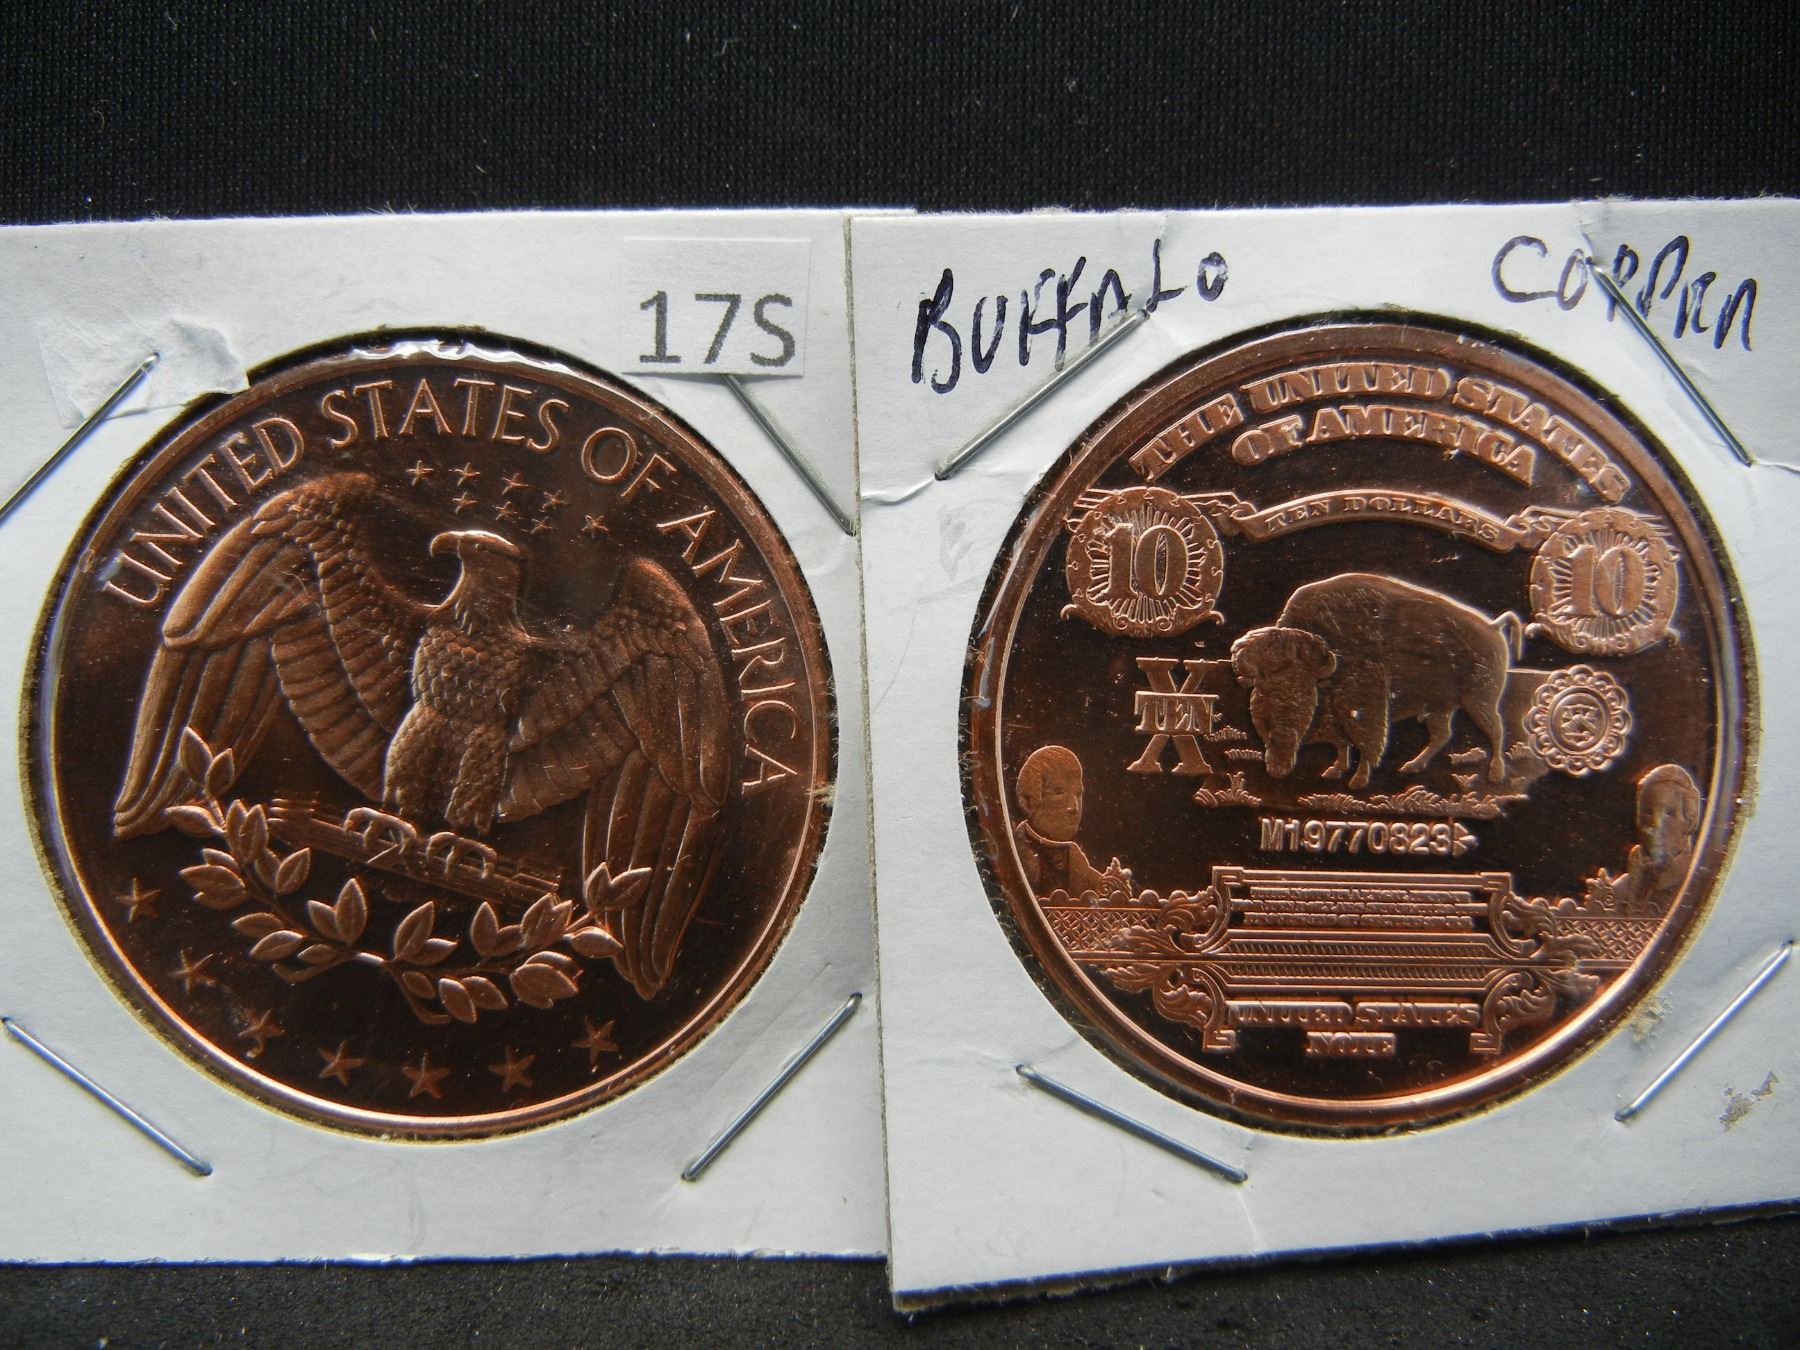 17S
UNITED STATES OF AMERICA
BUFFALO COPPER
THE UNITED STATES
OF AMERICA
TEN DOLLARS
10 10
X
TEN
M19770823
UNITED STATES
NOTE